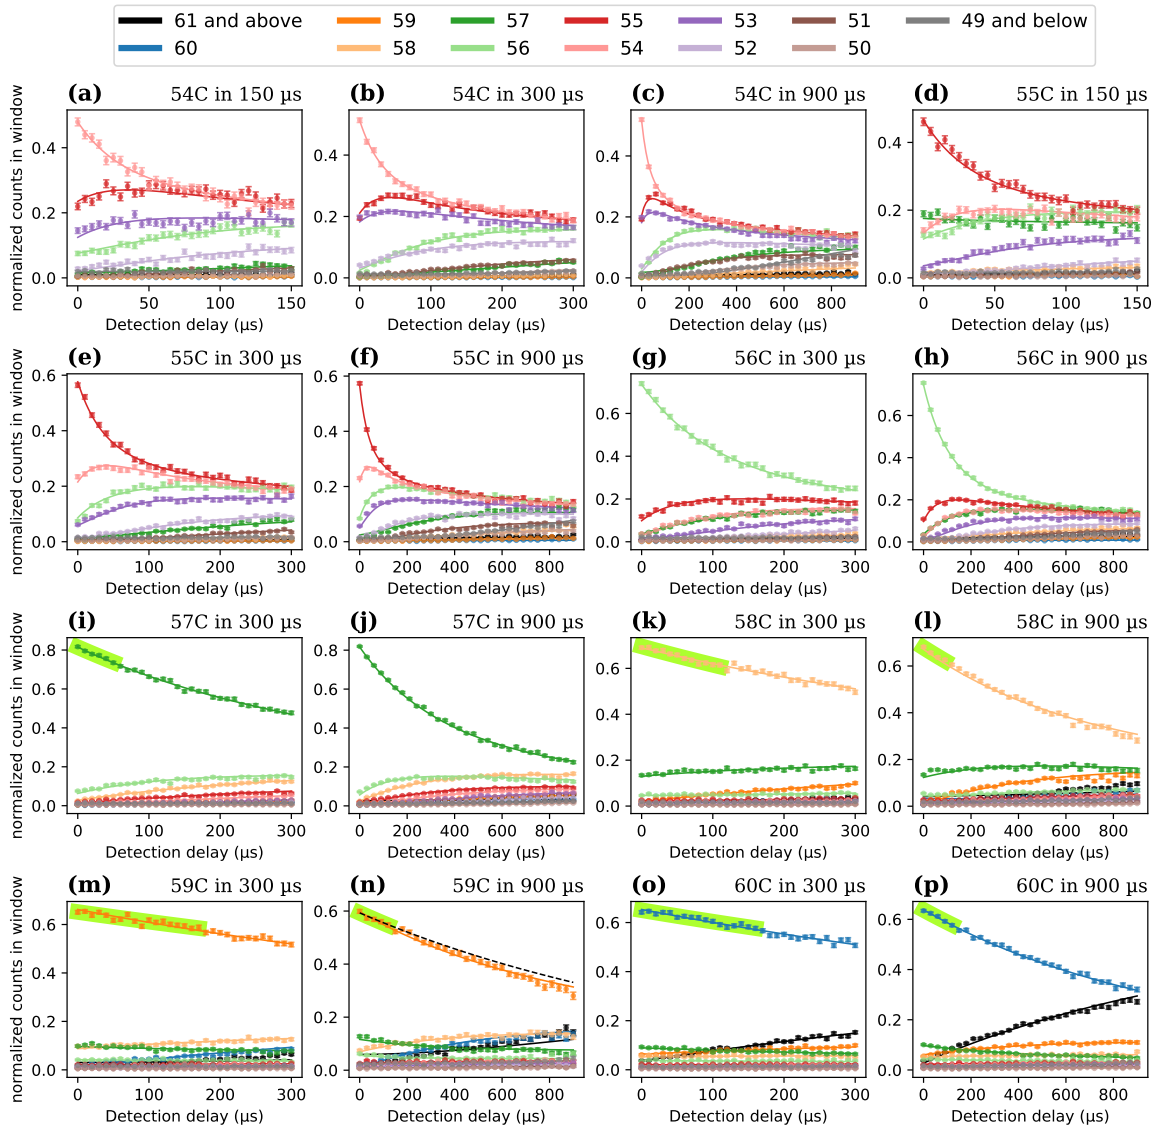 61 and above 59 57 55 53 51 49 and below
60 58 56 54 52 50
(a) 54C in 150 µs (b) 54C in 300 µs (c) 54C in 900 µs (d) 55C in 150 µs
normalized counts in window
0.4 0.4 0.4 0.4
0.2 0.2 0.2 0.2
0.0 0.0 0.0 0.0
0 50 100 150 0 100 200 300 0 200 400 600 800 0 50 100 150
Detection delay (µs) Detection delay (µs) Detection delay (µs) Detection delay (µs)
(e) 55C in 300 µs (f) 55C in 900 µs (g) 56C in 300 µs (h) 56C in 900 µs
normalized counts in window
0.6 0.6 0.6 0.6
0.4 0.4 0.4 0.4
0.2 0.2 0.2 0.2
0.0 0.0 0.0 0.0
0 100 200 300 0 200 400 600 800 0 100 200 300 0 200 400 600 800
Detection delay (µs) Detection delay (µs) Detection delay (µs) Detection delay (µs)
(i) 57C in 300 µs (j) 57C in 900 µs (k) 58C in 300 µs (l) 58C in 900 µs
normalized counts in window
0.8 0.8
0.6 0.6 0.6 0.6
0.4 0.4 0.4 0.4
0.2 0.2 0.2 0.2
0.0 0.0 0.0 0.0
0 100 200 300 0 200 400 600 800 0 100 200 300 0 200 400 600 800
Detection delay (µs) Detection delay (µs) Detection delay (µs) Detection delay (µs)
(m) 59C in 300 µs (n) 59C in 900 µs (o) 60C in 300 µs (p) 60C in 900 µs
normalized counts in window
0.6 0.6 0.6 0.6
0.4 0.4 0.4 0.4
0.2 0.2 0.2 0.2
0.0 0.0 0.0 0.0
0 100 200 300 0 200 400 600 800 0 100 200 300 0 200 400 600 800
Detection delay (µs) Detection delay (µs) Detection delay (µs) Detection delay (µs)